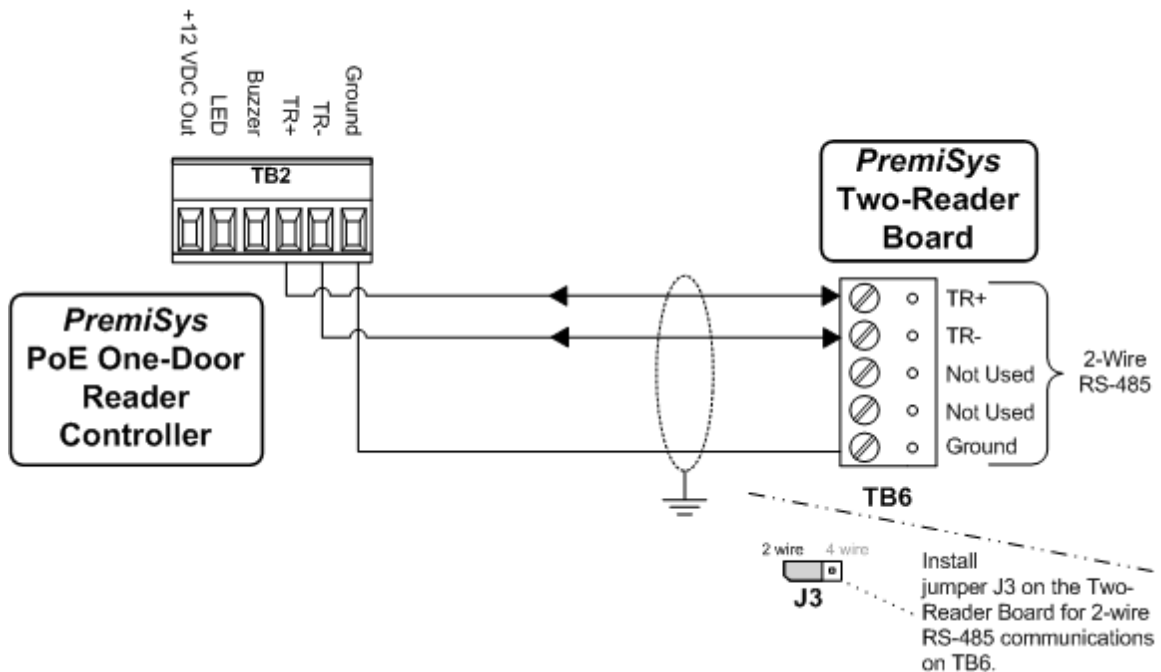 +12 VDC Out
LED
Buzzer
TR+
TR-
Ground
TB2
PremiSys
PoE One-Door
Reader
Controller
PremiSys
Two-Reader
Board
TR+
TR-
Not Used
Not Used
Ground
2-Wire
RS-485
TB6
2 wire 4 wire
J3
Install
jumper J3 on the Two-
Reader Board for 2-wire
RS-485 communications
on TB6.